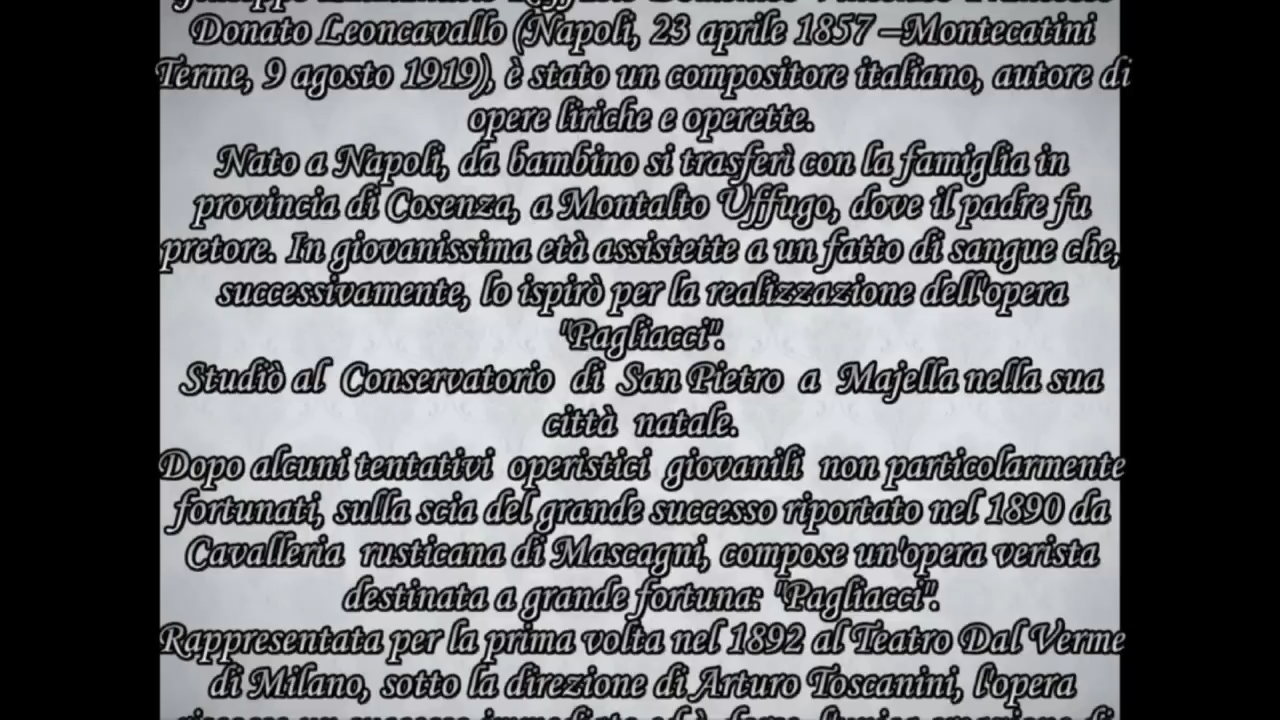 Donato Leoncavallo (Napoli, 23 aprile 1857 –Montecatini
Terme, 9 agosto 1919), è stato un compositore italiano, autore di
opere liriche e operette.
Nato a Napoli, da bambino si trasferì con la famiglia in
provincia di Cosenza, a Montalto Uffugo, dove il padre fu
pretore. In giovanissima età assistette a un fatto di sangue che,
successivamente, lo ispirò per la realizzazione dell'opera
"Pagliacci".
Studiò al Conservatorio di San Pietro a Majella nella sua
città natale.
Dopo alcuni tentativi operistici giovanili non particolarmente
fortunati, sulla scia del grande successo riportato nel 1890 da
Cavalleria rusticana di Mascagni, compose un'opera verista
destinata a grande fortuna: "Pagliacci".
Rappresentata per la prima volta nel 1892 al Teatro Dal Verme
di Milano, sotto la direzione di Arturo Toscanini, l'opera